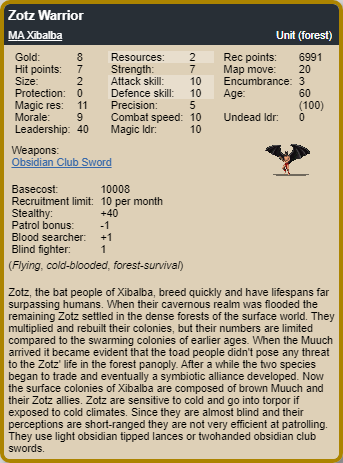 Zotz Warrior
MA Xibalba Unit (forest)
Gold: 8 Resources: 2 Rec points: 6991
Hit points: 7 Strength: 7 Map move: 20
Size: 2 Attack skill: 10 Encumbrance: 3
Protection: 0 Defence skill: 10 Age: 60
Magic res: 11 Precision: 5 (100)
Morale: 9 Combat speed: 10 Undead ldr: 0
Leadership: 40 Magic ldr: 10
Weapons:
Obsidian Club Sword
Basecost: 10008
Recruitment limit: 10 per month
Stealthy: +40
Patrol bonus: -1
Blood searcher: +1
Blind fighter: 1
(Flying, cold-blooded, forest-survival)
Zotz, the bat people of Xibalba, breed quickly and have lifespans far
surpassing humans. When their cavernous realm was flooded the
remaining Zotz settled in the dense forests of the surface world. They
multiplied and rebuilt their colonies, but their numbers are limited
compared to the swarming colonies of earlier ages. When the Muuch
arrived it became evident that the toad people didn't pose any threat
to the Zotz' life in the forest panoply. After a while the two species
began to trade and eventually a symbiotic alliance developed. Now
the surface colonies of Xibalba are composed of brown Muuch and
their Zotz allies. Zotz are sensitive to cold and go into torpor if
exposed to cold climates. Since they are almost blind and their
perceptions are short-ranged they are not very efficient at patrolling.
They use light obsidian tipped lances or twohanded obsidian club
swords.